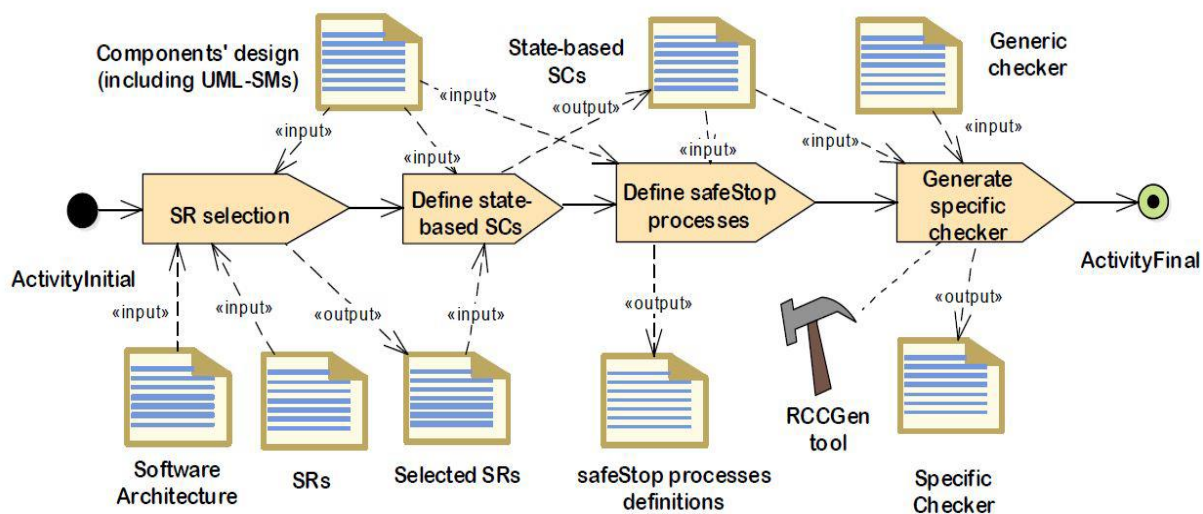 Components' design
(including UML-SMs)
State-based
SCs
Generic
checker
«input»
«output»
«input»
«input»
«input»
«input»
«input»
SR selection
Define state-
based SCs
Define safeStop
processes
Generate
specific
checker
ActivityInitial
ActivityFinal
«input»
«input»
«output»
«input»
«output»
RCCGen
tool
Software
Architecture
SRs
Selected SRs
safeStop processes
definitions
Specific
Checker